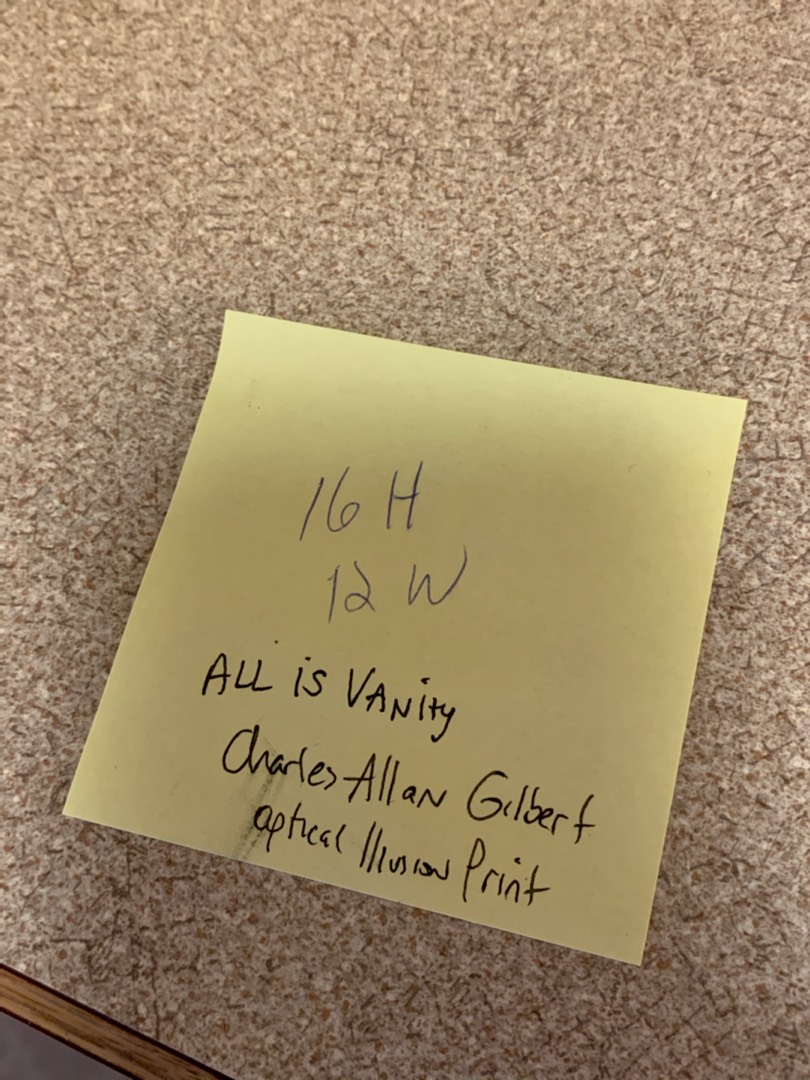 16 H
12 W
ALL iS VANity
Charles Allan Gilbert
optical Illusion Print